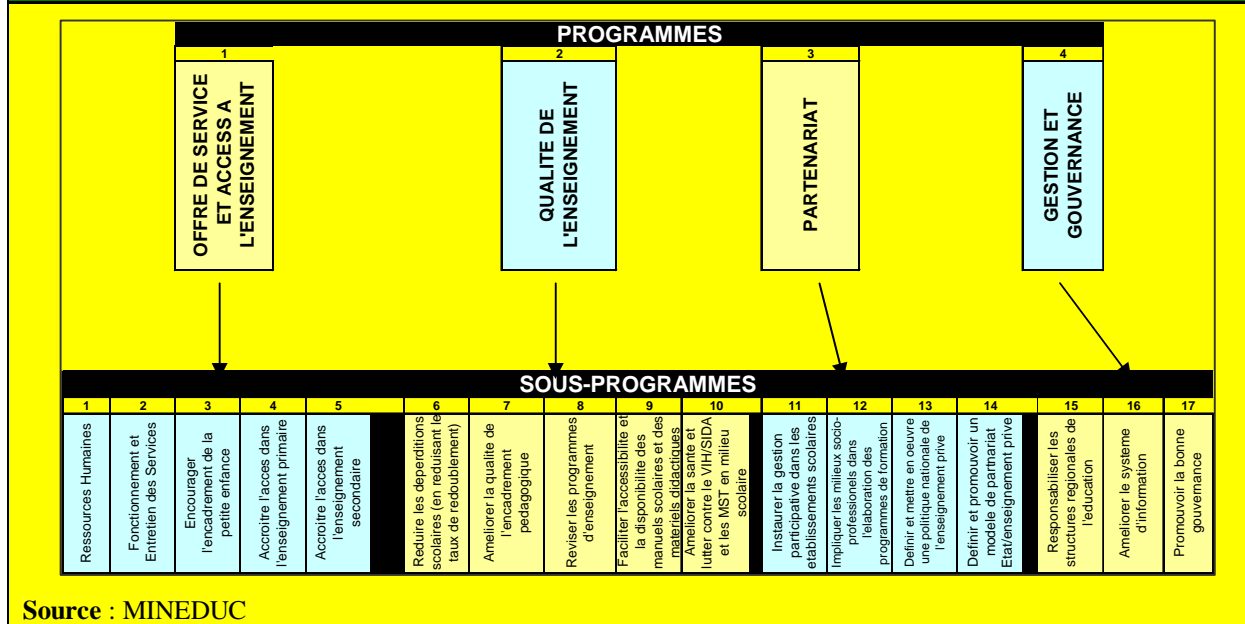 PROGRAMMES
1
2
3
4
OFFRE DE SERVICE
ET ACCESS A
L'ENSEIGNEMENT
QUALITE DE
L'ENSEIGNEMENT
PARTENARIAT
GESTION ET
GOUVERNANCE
SOUS-PROGRAMMES
1
2
3
4
5
6
7
8
9
10
11
12
13
14
15
16
17
Ressources Humaines
Fonctionnement et
Entretien des Services
Encourager
l'encadrement de la
petite enfance
Accroitre l'acces dans
l'enseignement primaire
Accroitre l'acces dans
l'enseignement
secondaire
Reduire les deperditions
scolaires (en reduisant le
taux de redoublement)
Ameliorer la qualite de
l'encadrement
pedagogique
Reviser les programmes
d'enseignement
Faciliter l'accessibilite et
la disponibilite des
manuels scolaires et des
materiels didactiques
Ameliorer la sante et
lutter contre le VIH/SIDA
et les MST en milieu
scolaire
Instaurer la gestion
participative dans les
etablissements scolaires
Impliquer les milieux socio-
professionels dans
l'elaboration des
programmes de formation
Definir et mettre en oeuvre
une politique nationale de
l'enseignement prive
Definir et promouvoir un
modele de partnariat
Etat/enseignement prive
Responsabiliser les
structures regionales de
l'education
Ameliorer le systeme
d'information
Promouvoir la bonne
gouvernance
Source : MINEDUC